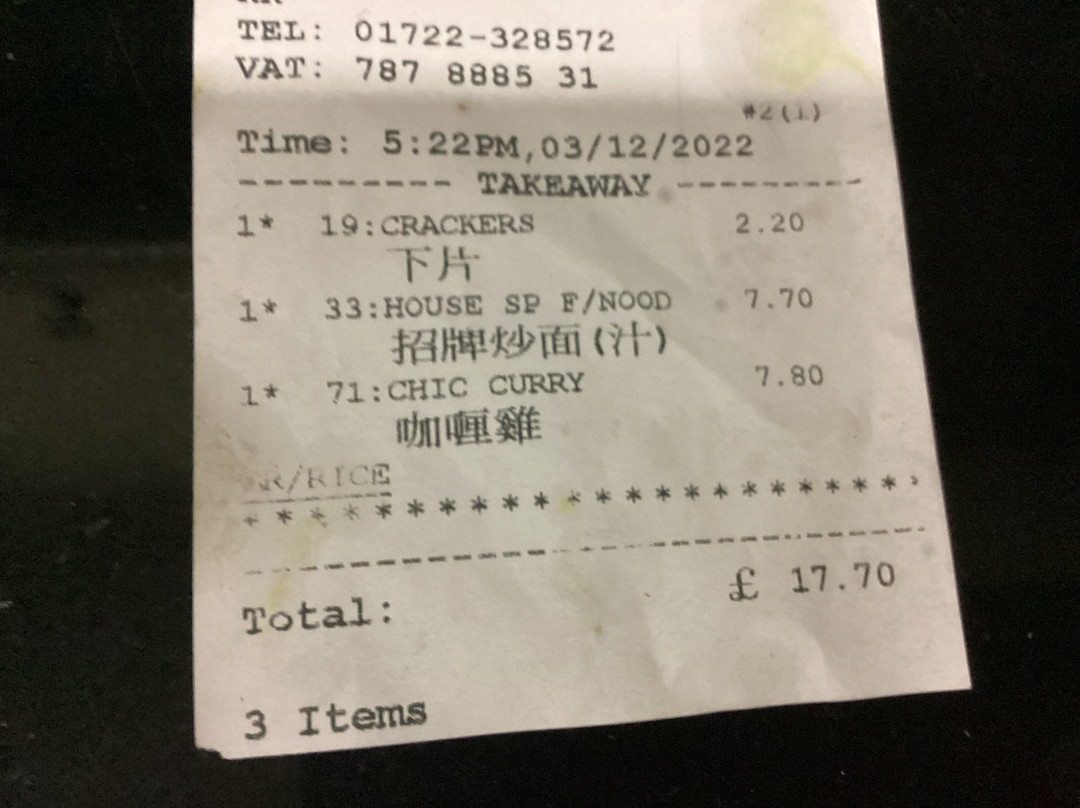 TEL: 01722-328572
VAT: 787 8885 31
#2(1)
Time: 5:22PM,03/12/2022
--------- TAKEAWAY ---------
1* 19:CRACKERS 2.20
下片
1* 33:HOUSE SP F/NOOD 7.70
招牌炒面(汁)
1* 71:CHIC CURRY 7.80
咖喱雞
/RICE
* * * * * * * * * * * * * * * * * * * * * *
Total: £ 17.70
3 Items